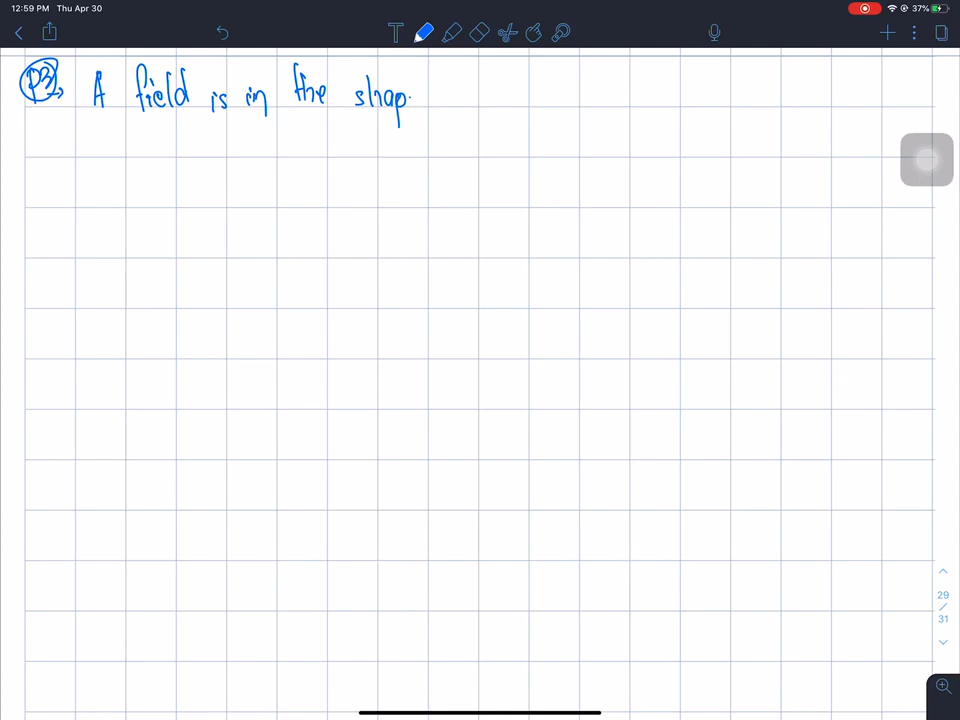 12:59 PM Thu Apr 30 37%
T
P3→ A field is in the shap
29
/
31